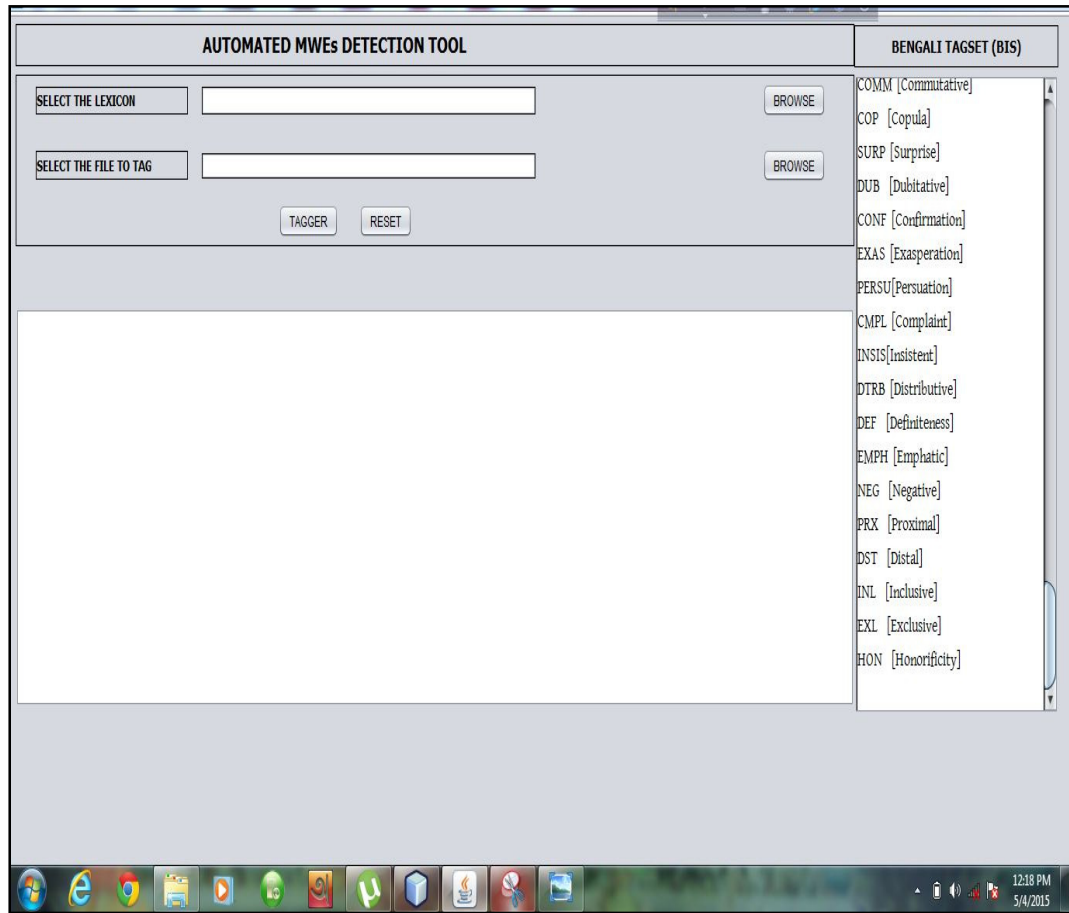 AUTOMATED MWEs DETECTION TOOL
BENGALI TAGSET (BIS)
SELECT THE LEXICON
BROWSE
SELECT THE FILE TO TAG
BROWSE
TAGGER
RESET
COMM [Commutative]
COP [Copula]
SURP [Surprise]
DUB [Dubitative]
CONF [Confirmation]
EXAS [Exasperation]
PERSU[Persuation]
CMPL [Complaint]
INSIS[Insistent]
DTRB [Distributive]
DEF [Definiteness]
EMPH [Emphatic]
NEG [Negative]
PRX [Proximal]
DST [Distal]
INL [Inclusive]
EXL [Exclusive]
HON [Honorificity]
12:18 PM
5/4/2015